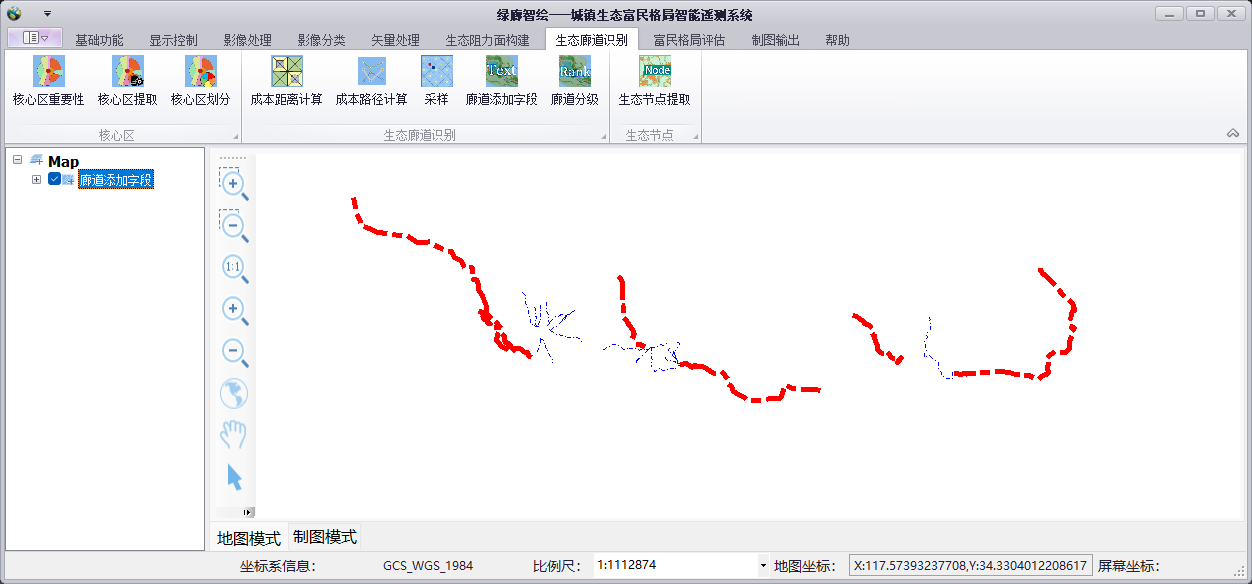 绿廊智绘——城镇生态富民格局智能遥测系统
基础功能 显示控制 影像处理 影像分类 矢量处理 生态阻力面构建 生态廊道识别 富民格局评估 制图输出 帮助
Text Rank Node
核心区重要性 核心区提取 核心区划分 成本距离计算 成本路径计算 采样 廊道添加字段 廊道分级 生态节点提取
核心区 生态廊道识别 生态节点
Map
廊道添加字段
1:1
地图模式 制图模式
坐标系信息: GCS_WGS_1984 比例尺: 1:1112874 地图坐标: X:117.57393237708,Y:34.3304012208617 屏幕坐标: